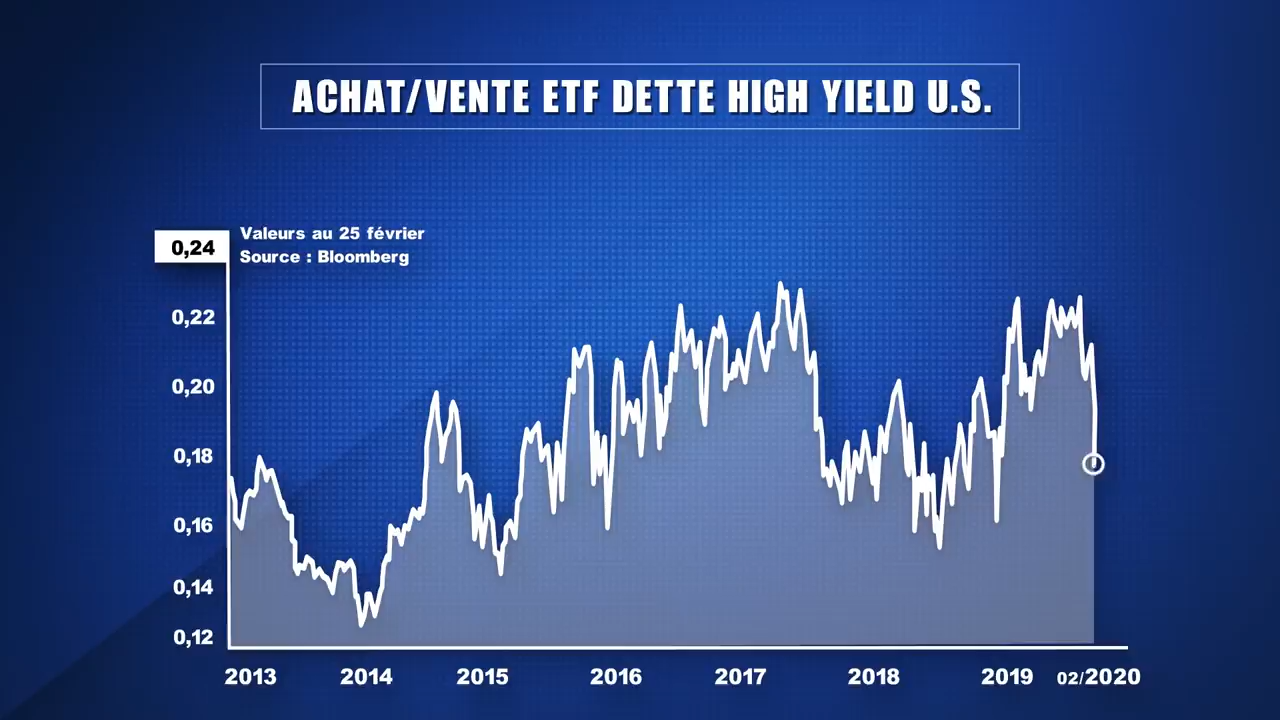 ACHAT/VENTE ETF DETTE HIGH YIELD U.S.
Valeurs au 25 février
Source : Bloomberg
0,24
0,22
0,20
0,18
0,16
0,14
0,12
2013 2014 2015 2016 2017 2018 2019 02/2020